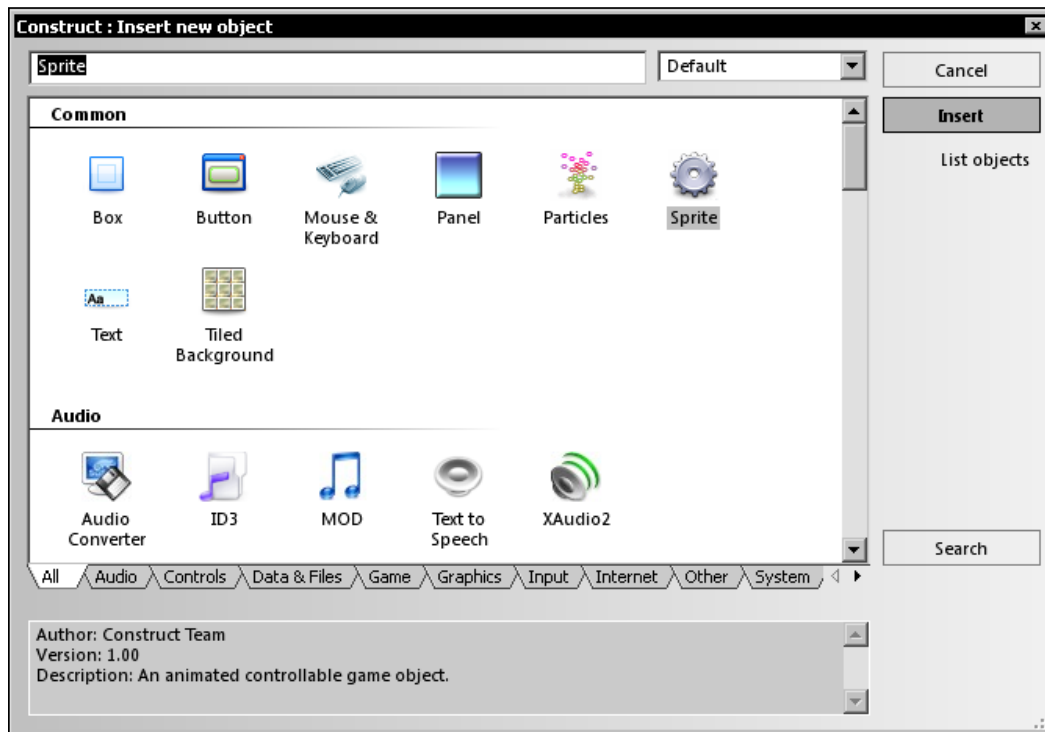 Construct : Insert new object
Sprite
Default
Cancel
Common
Insert
List objects
Box
Button
Mouse &
Keyboard
Panel
Particles
Sprite
Aa
Text
Tiled
Background
Audio
Audio
Converter
ID3
MOD
Text to
Speech
XAudio2
Search
All
Audio
Controls
Data & Files
Game
Graphics
Input
Internet
Other
System
Author: Construct Team
Version: 1.00
Description: An animated controllable game object.